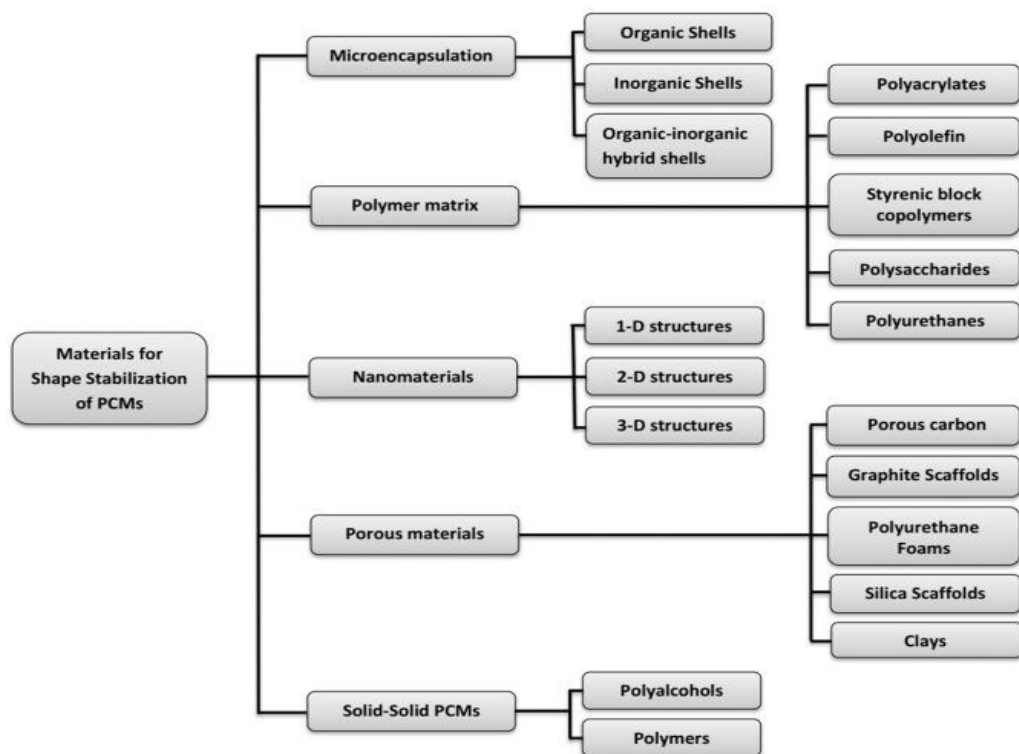 Materials for
Shape Stabilization
of PCMs
Microencapsulation
Organic Shells
Inorganic Shells
Organic-inorganic
hybrid shells
Polymer matrix
Polyacrylates
Polyolefin
Styrenic block
copolymers
Polysaccharides
Polyurethanes
Nanomaterials
1-D structures
2-D structures
3-D structures
Porous materials
Porous carbon
Graphite Scaffolds
Polyurethane
Foams
Silica Scaffolds
Clays
Solid-Solid PCMs
Polyalcohols
Polymers